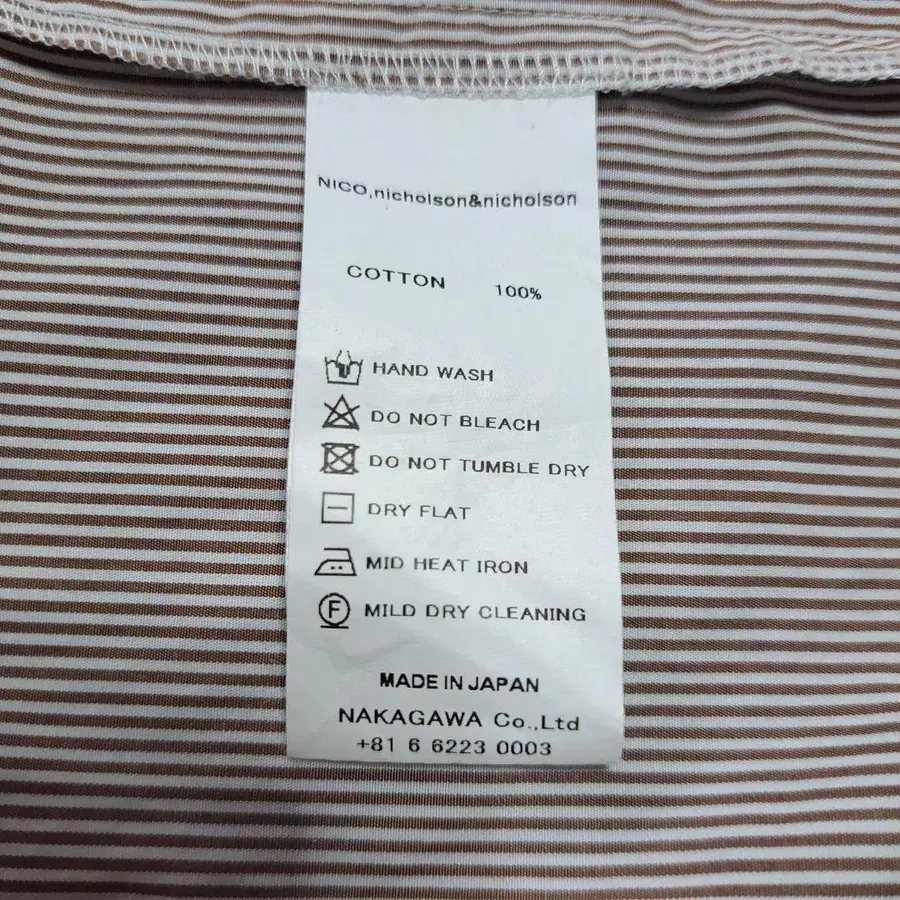 NICO,nicholson&nicholson
COTTON 100%
HAND WASH
DO NOT BLEACH
DO NOT TUMBLE DRY
DRY FLAT
MID HEAT IRON
F MILD DRY CLEANING
MADE IN JAPAN
NAKAGAWA Co.,Ltd
+81 6 6223 0003